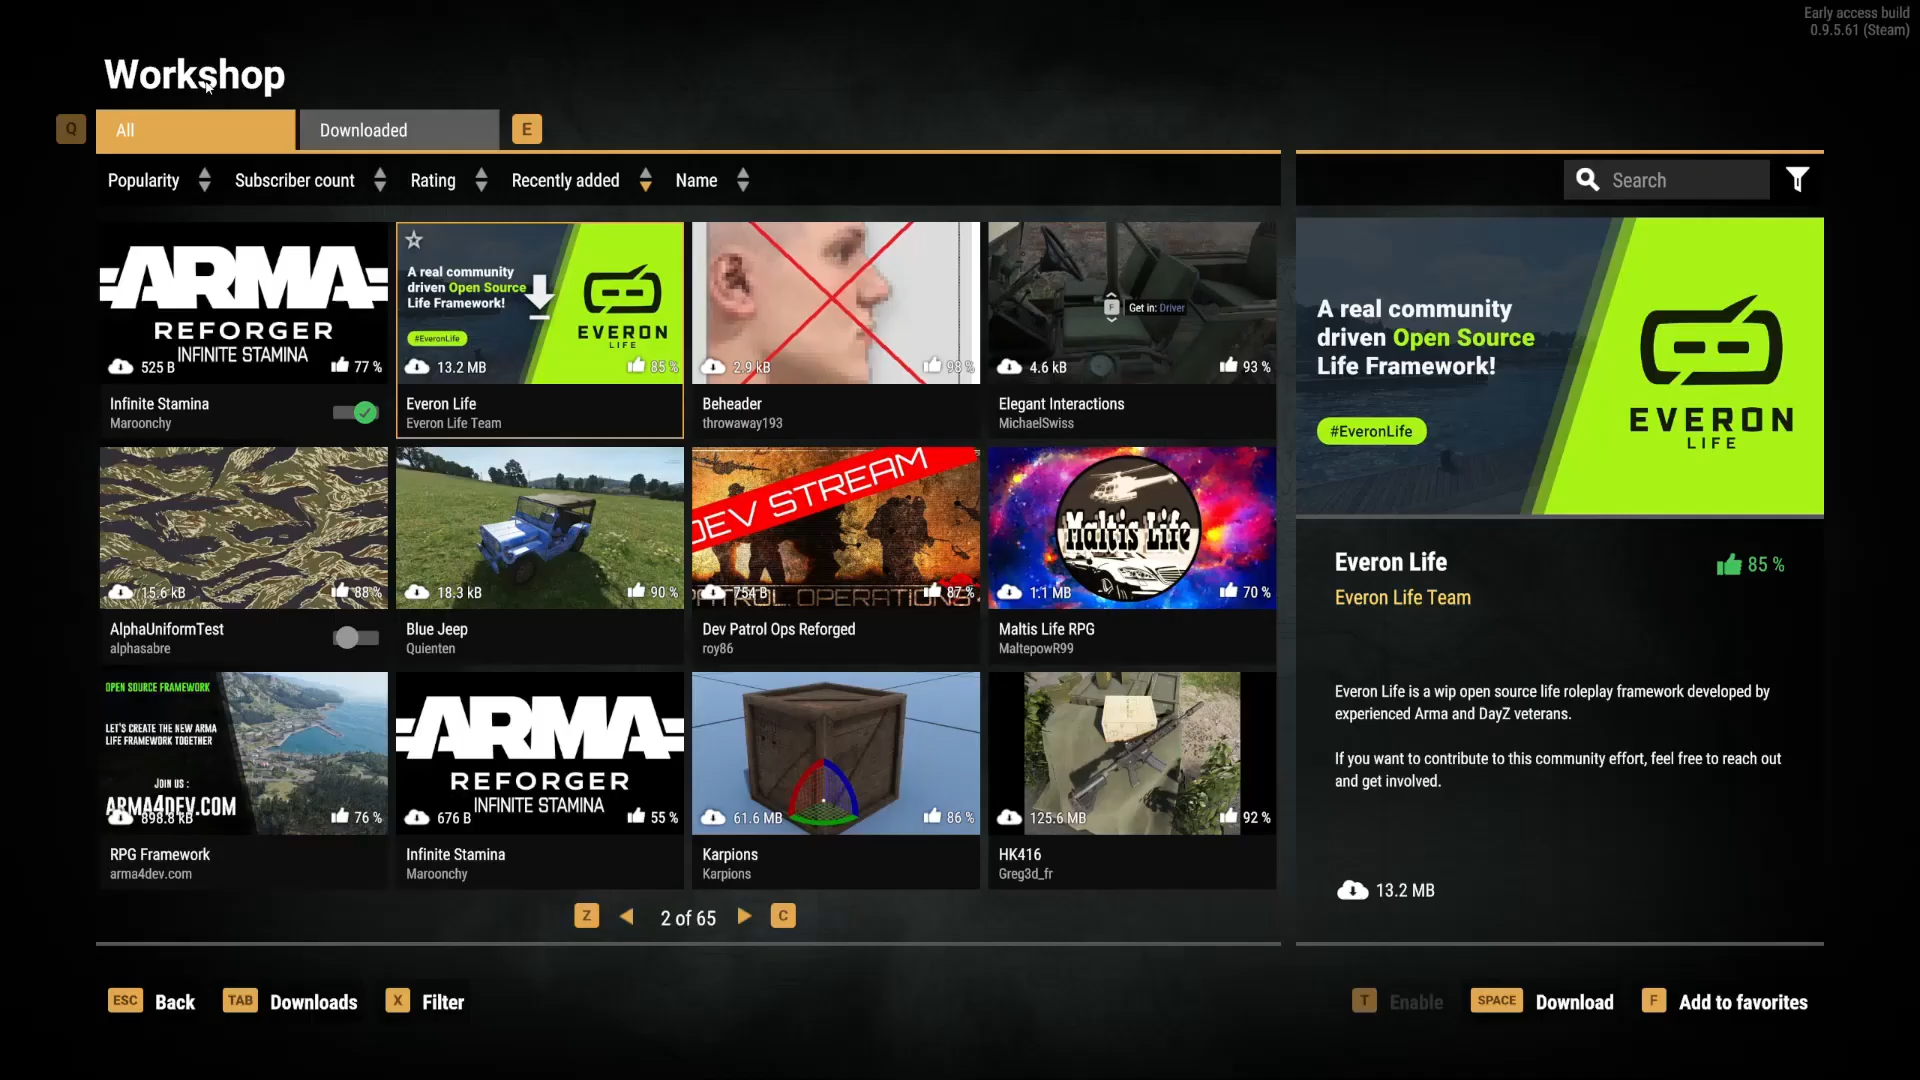 Early access build
0.9.5.61 (Steam)
Workshop
Q
All
Downloaded
E
Popularity
Subscriber count
Rating
Recently added
Name
Search
ARMA
REFORGER
INFINITE STAMINA
525 B
77 %
Infinite Stamina
Maroonchy
A real community
driven Open Source
Life Framework!
#EveronLife
EVERON
LIFE
13.2 MB
85 %
Everon Life
Everon Life Team
2.9 kB
98 %
Beheader
throwaway193
F
Get in: Driver
4.6 kB
93 %
Elegant Interactions
MichaelSwiss
15.6 kB
88 %
AlphaUniformTest
alphasabre
18.3 kB
90 %
Blue Jeep
Quienten
DEV STREAM
PATROL OPERATIONS
754 B
87 %
Dev Patrol Ops Reforged
roy86
Maltis Life
1.1 MB
70 %
Maltis Life RPG
MaltepowR99
OPEN SOURCE FRAMEWORK
LET'S CREATE THE NEW ARMA
LIFE FRAMEWORK TOGETHER
JOIN US :
ARMA4DEV.COM
898.8 kB
76 %
RPG Framework
arma4dev.com
ARMA
REFORGER
INFINITE STAMINA
676 B
55 %
Infinite Stamina
Maroonchy
61.6 MB
86 %
Karpions
Karpions
125.6 MB
92 %
HK416
Greg3d_fr
Z
2 of 65
C
A real community
driven Open Source
Life Framework!
#EveronLife
EVERON
LIFE
Everon Life
85 %
Everon Life Team
Everon Life is a wip open source life roleplay framework developed by
experienced Arma and DayZ veterans.
If you want to contribute to this community effort, feel free to reach out
and get involved.
13.2 MB
ESC Back
TAB Downloads
X Filter
T Enable
SPACE Download
F Add to favorites